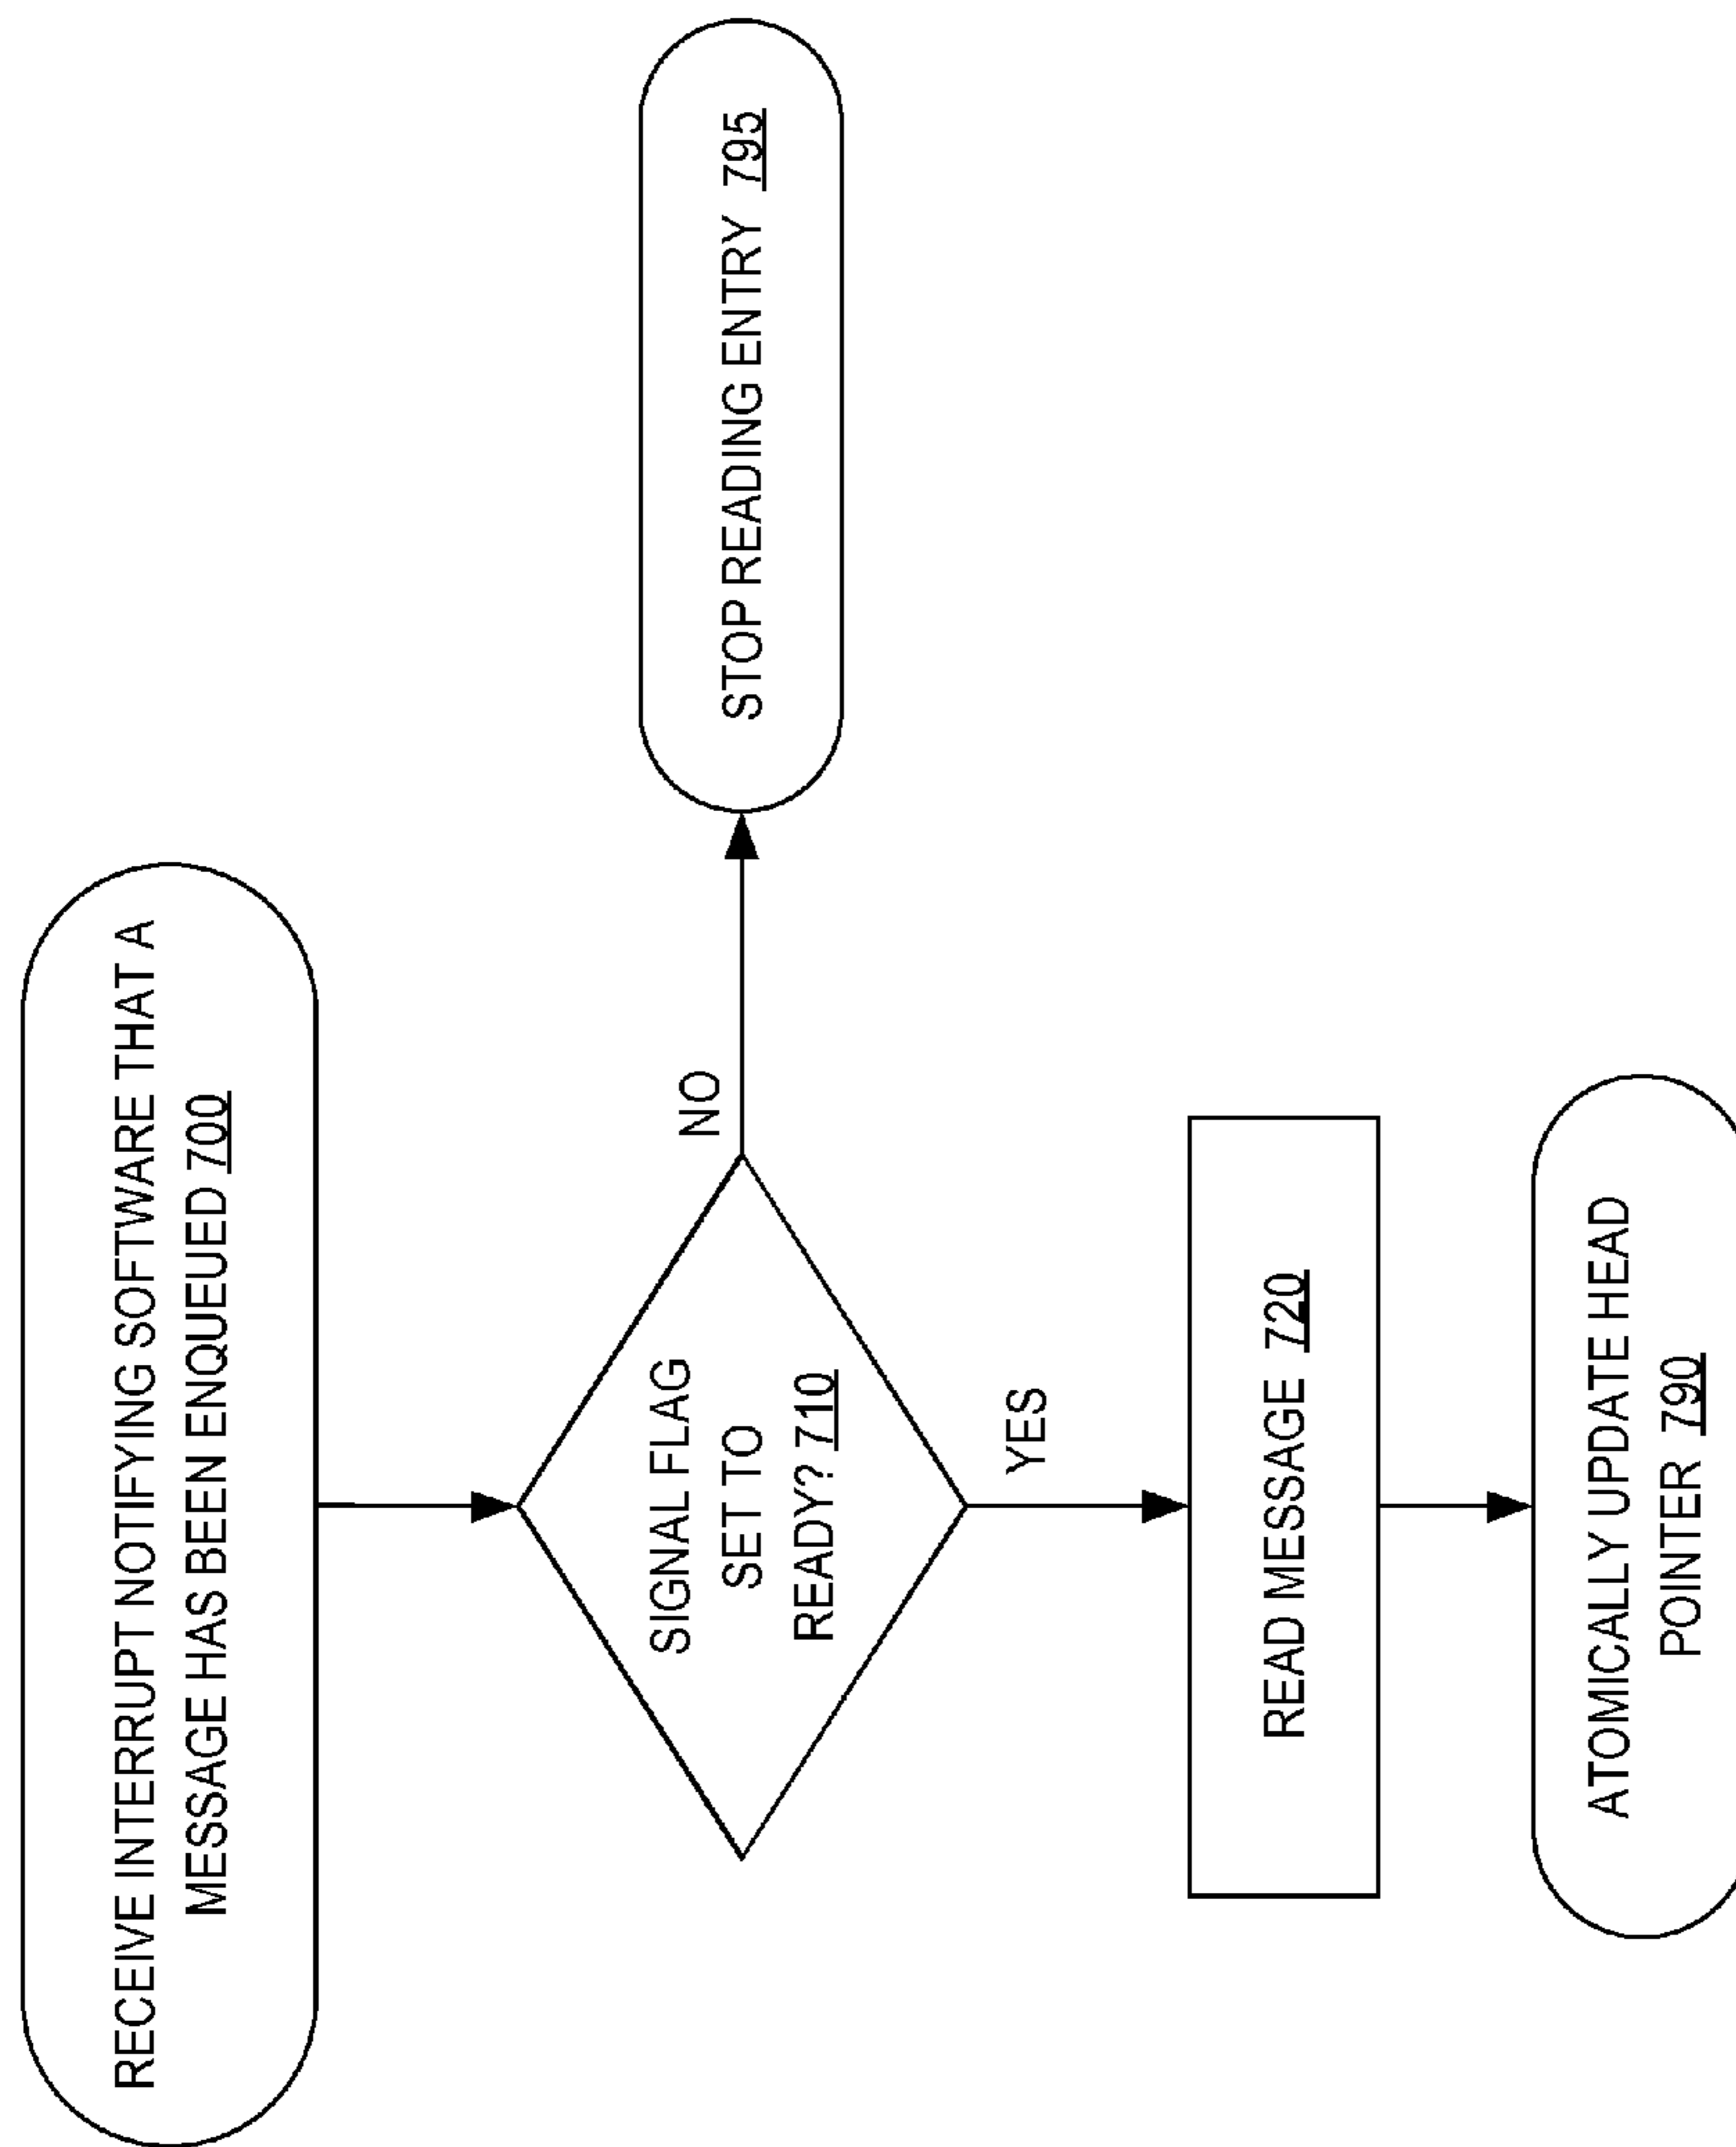 RECEIVE INTERRUPT NOTIFYING SOFTWARE THAT A
MESSAGE HAS BEEN ENQUEUED 700
SIGNAL FLAG
SET TO
READY? 710
NO
STOP READING ENTRY 795
YES
READ MESSAGE 720
ATOMICALLY UPDATE HEAD
POINTER 790